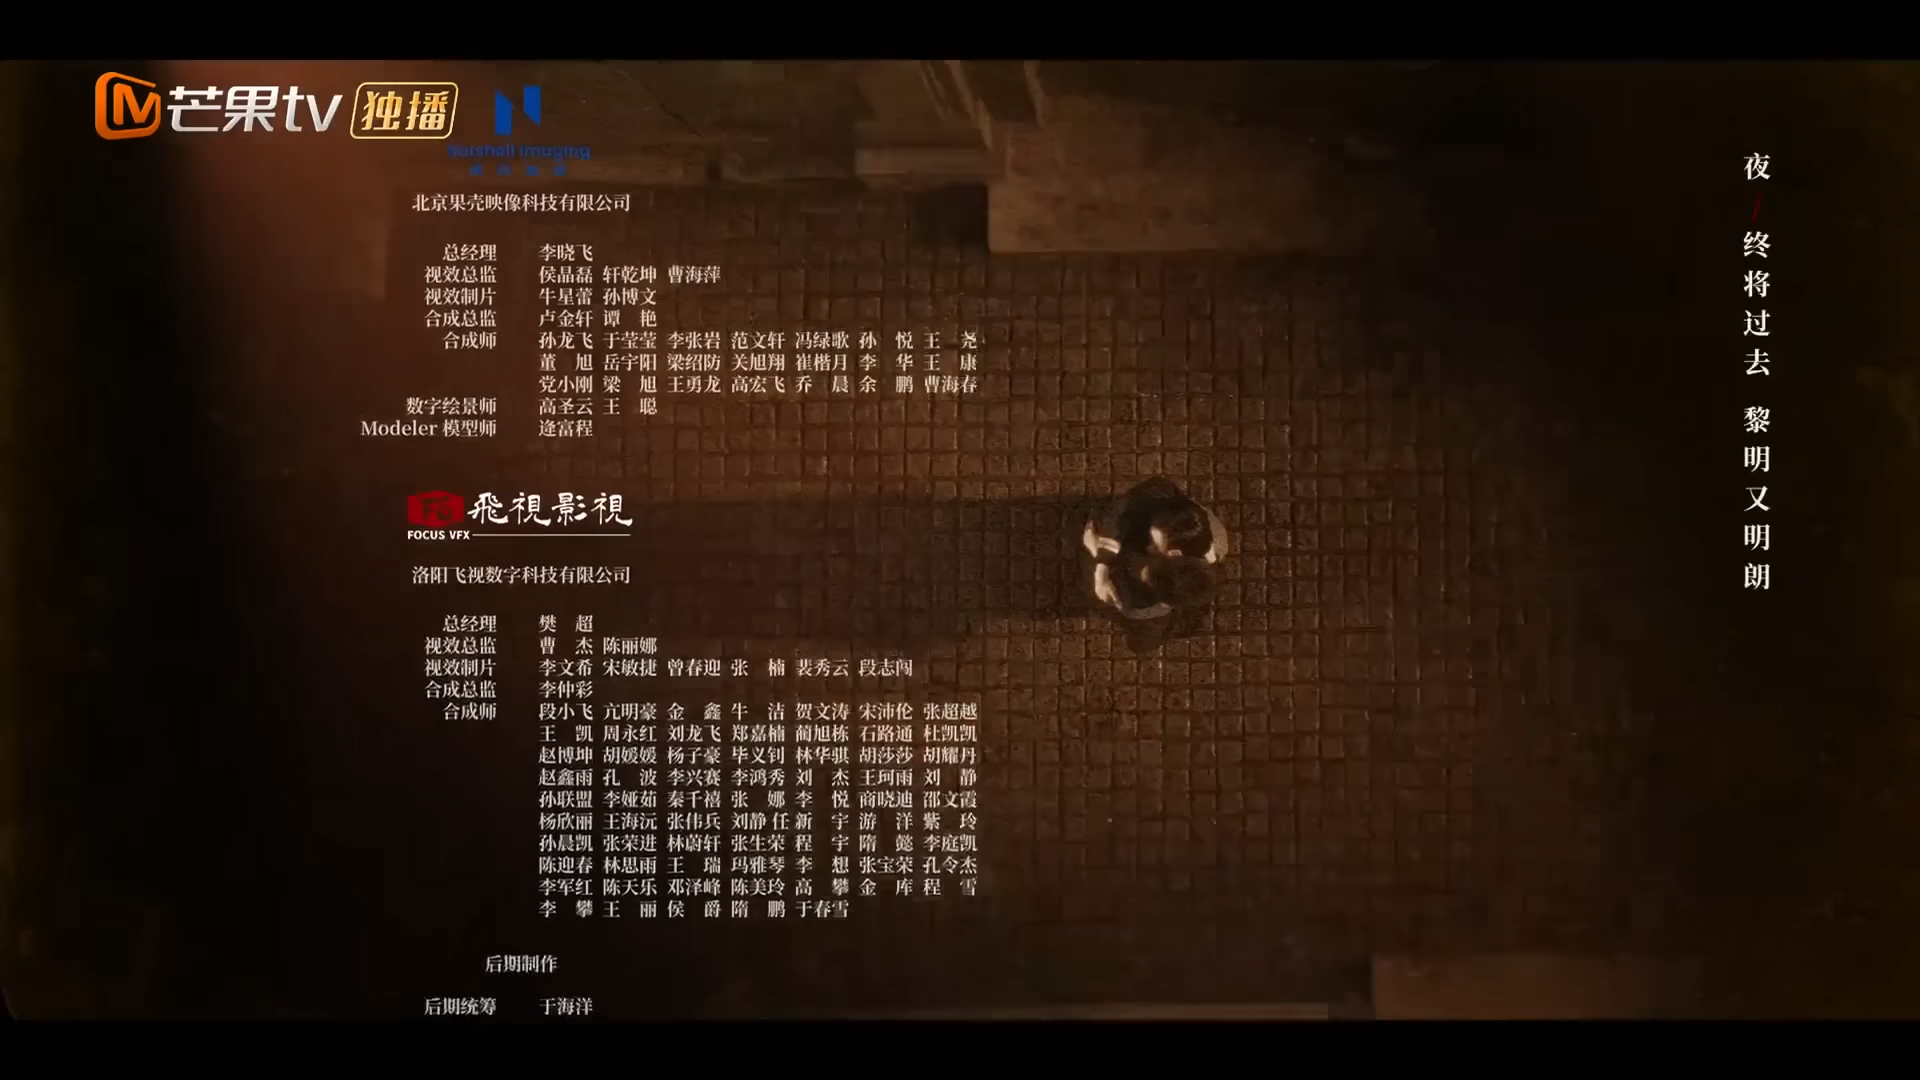 芒果tv 独播
Nutshell Imaging
北京果壳映像科技有限公司
总经理 李晓飞
视效总监 侯晶磊 轩乾坤 曹海萍
视效制片 牛星蕾 孙博文
合成总监 卢金轩 谭 艳
合成师 孙龙飞 于莹莹 李张岩 范文轩 冯绿歌 孙 悦 王 尧
董 旭 岳宇阳 梁绍防 关旭翔 崔楷月 李 华 王 康
党小刚 梁 旭 王勇龙 高宏飞 乔 晨 余 鹏 曹海春
数字绘景师 高圣云 王 聪
Modeler 模型师 逄富程
飛視影視
FOCUS VFX
洛阳飞视数字科技有限公司
总经理 樊 超
视效总监 曹 杰 陈丽娜
视效制片 李文希 宋敏捷 曾春迎 张 楠 裴秀云 段志闯
合成总监 李仲彩
合成师 段小飞 亢明豪 金 鑫 牛 洁 贺文涛 宋沛伦 张超越
王 凯 周永红 刘龙飞 郑嘉楠 蔺旭栋 石路通 杜凯凯
赵博坤 胡媛媛 杨子豪 毕义钊 林华骐 胡莎莎 胡耀丹
赵鑫雨 孔 波 李兴赛 李鸿秀 刘 杰 王珂雨 刘 静
孙联盟 李娅茹 秦千禧 张 娜 李 悦 商晓迪 邵文霞
杨欣丽 王海沅 张伟兵 刘静 任新 宇 游 洋 紫 玲
孙晨凯 张荣进 林蔚轩 张生荣 程 宇 隋 懿 李庭凯
陈迎春 林思雨 王 瑞 玛雅琴 李 想 张宝荣 孔令杰
李军红 陈天乐 邓泽峰 陈美玲 高 攀 金 库 程 雪
李 攀 王 丽 侯 爵 隋 鹏 于春雪
后期制作
后期统筹 于海洋
夜/终将过去 黎明又明朗